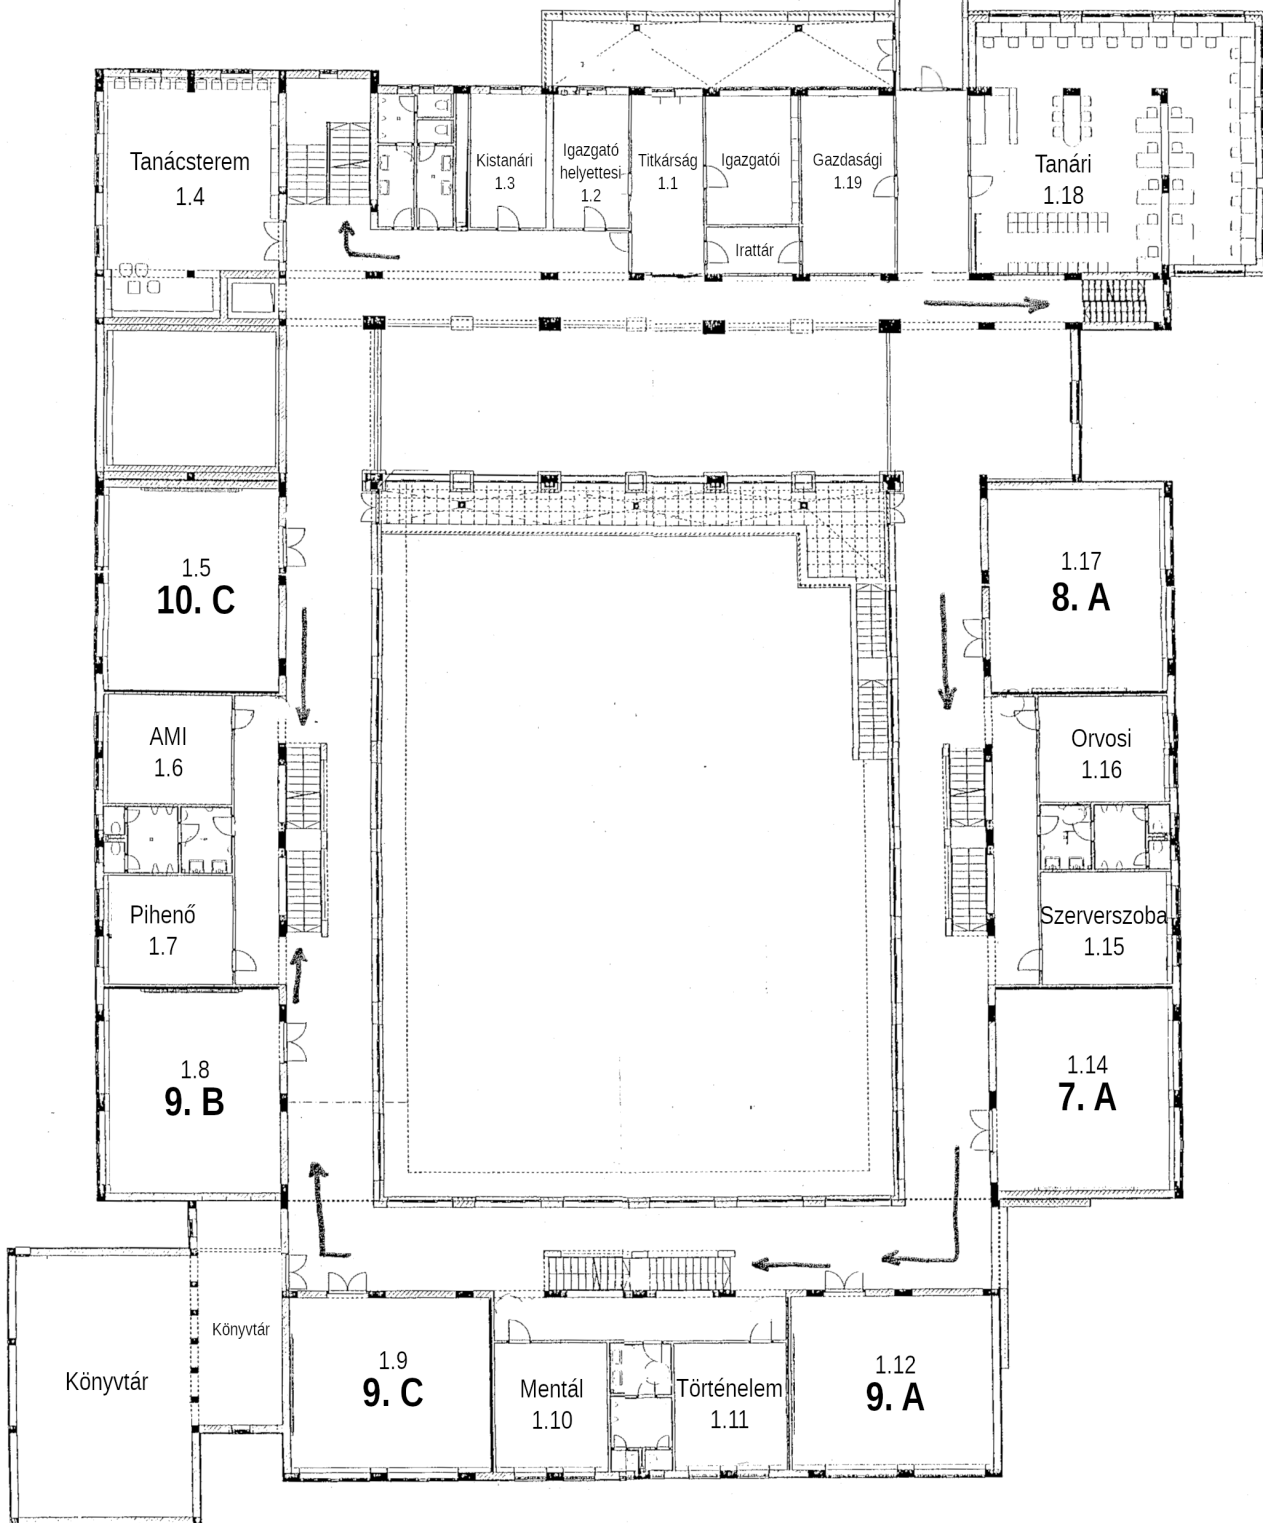 Tanácsterem
1.4
Kistanári
1.3
Igazgató
helyettesi
1.2
Titkárság
1.1
Igazgatói
Irattár
Gazdasági
1.19
Tanári
1.18
1.5
10. C
1.17
8. A
AMI
1.6
Orvosi
1.16
Pihenő
1.7
Szerverszoba
1.15
1.8
9. B
1.14
7. A
Könyvtár
Könyvtár
1.9
9. C
Mentál
1.10
Történelem
1.11
1.12
9. A